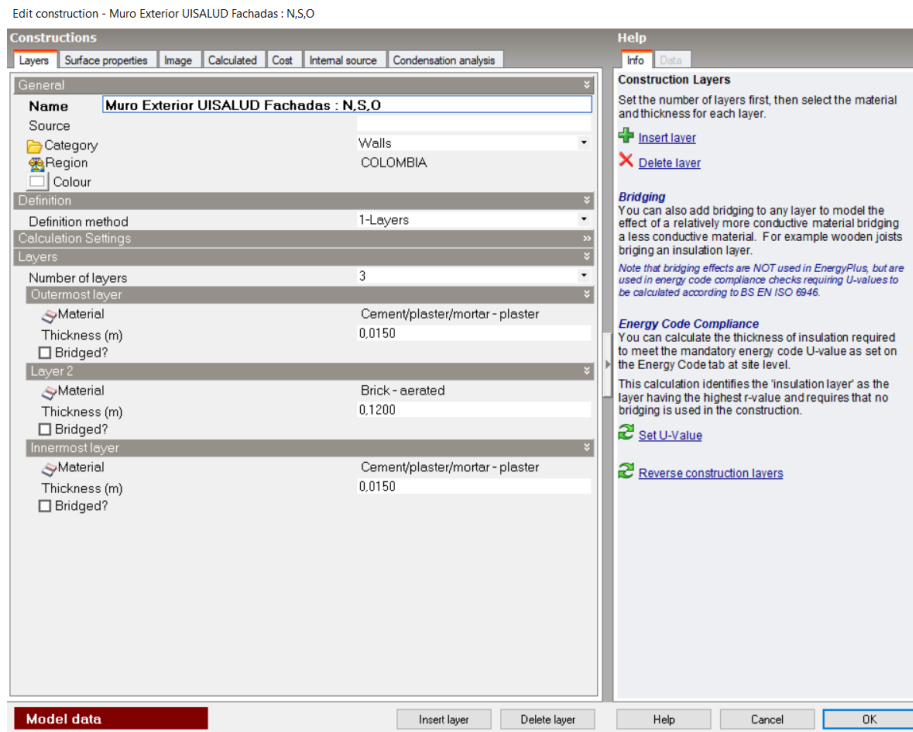 Edit construction - Muro Exterior UISALUD Fachadas : N,S,O
Constructions
Layers Surface properties Image Calculated Cost Internal source Condensation analysis
General
Name Muro Exterior UISALUD Fachadas : N,S,O
Source
Category Walls
Region COLOMBIA
Colour
Definition
Definition method 1-Layers
Calculation Settings
Layers
Number of layers 3
Outermost layer
Material Cement/plaster/mortar - plaster
Thickness (m) 0,0150
Bridged?
Layer 2
Material Brick - aerated
Thickness (m) 0,1200
Bridged?
Innermost layer
Material Cement/plaster/mortar - plaster
Thickness (m) 0,0150
Bridged?
Model data
Insert layer Delete layer
Help
Info Data
Construction Layers
Set the number of layers first, then select the material
and thickness for each layer.
Insert layer
Delete layer
Bridging
You can also add bridging to any layer to model the
effect of a relatively more conductive material bridging
a less conductive material. For example wooden joists
briging an insulation layer.
Note that bridging effects are NOT used in EnergyPlus, but are
used in energy code compliance checks requiring U-values to
be calculated according to BS EN ISO 6946.
Energy Code Compliance
You can calculate the thickness of insulation required
to meet the mandatory energy code U-value as set on
the Energy Code tab at site level.
This calculation identifies the 'insulation layer' as the
layer having the highest r-value and requires that no
bridging is used in the construction.
Set U-Value
Reverse construction layers
Help Cancel OK